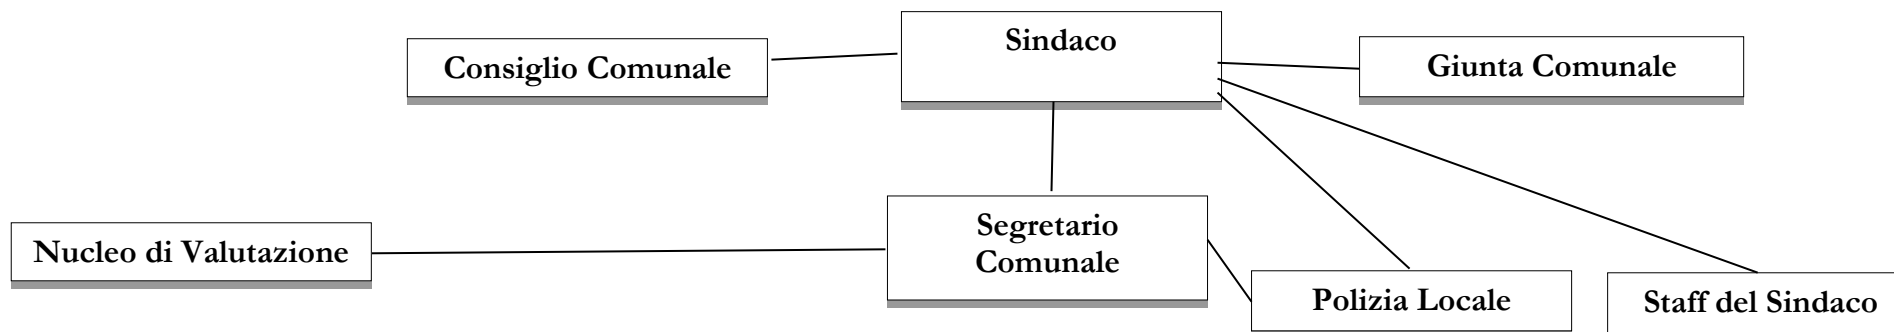 Sindaco
Consiglio Comunale
Giunta Comunale
Segretario
Comunale
Nucleo di Valutazione
Polizia Locale
Staff del Sindaco